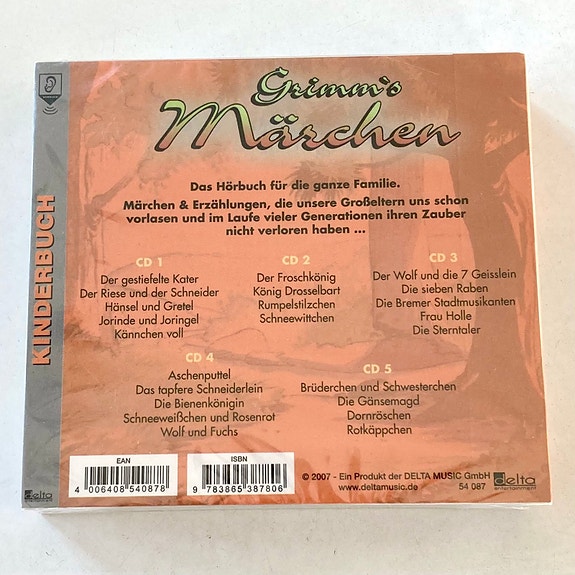 Grimm's
Märchen
Das Hörbuch für die ganze Familie.
Märchen & Erzählungen, die unsere Großeltern uns schon
vorlasen und im Laufe vieler Generationen ihren Zauber
nicht verloren haben ...
CD 1
Der gestiefelte Kater
Der Riese und der Schneider
Hänsel und Gretel
Jorinde und Joringel
Kännchen voll
CD 2
Der Froschkönig
König Drosselbart
Rumpelstilzchen
Schneewittchen
CD 3
Der Wolf und die 7 Geisslein
Die sieben Raben
Die Bremer Stadtmusikanten
Frau Holle
Die Sterntaler
CD 4
Aschenputtel
Das tapfere Schneiderlein
Die Bienenkönigin
Schneeweißchen und Rosenrot
Wolf und Fuchs
CD 5
Brüderchen und Schwesterchen
Die Gänsemagd
Dornröschen
Rotkäppchen
EAN
4 006408 540878
ISBN
9 783865 387806
© 2007 - Ein Produkt der DELTA MUSIC GmbH
www.deltamusic.de
54 087
delta
entertainment
KINDERBUCH
delta